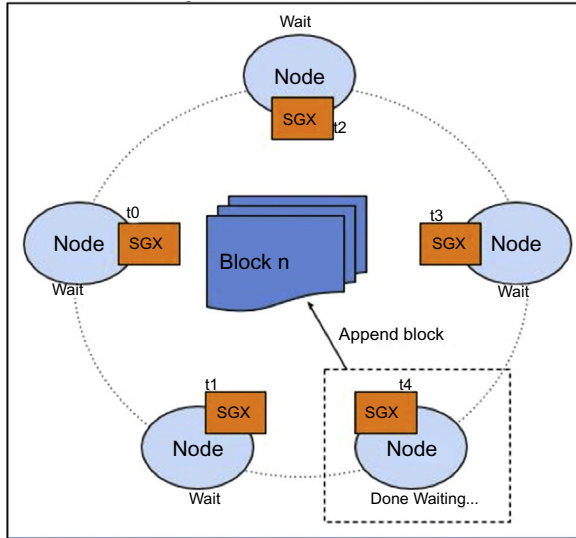 Wait
Node
SGX
t2
t0
Node
SGX
Wait
Block n
t3
SGX
Node
Wait
Append block
t1
SGX
Node
Wait
t4
SGX
Node
Done Waiting...